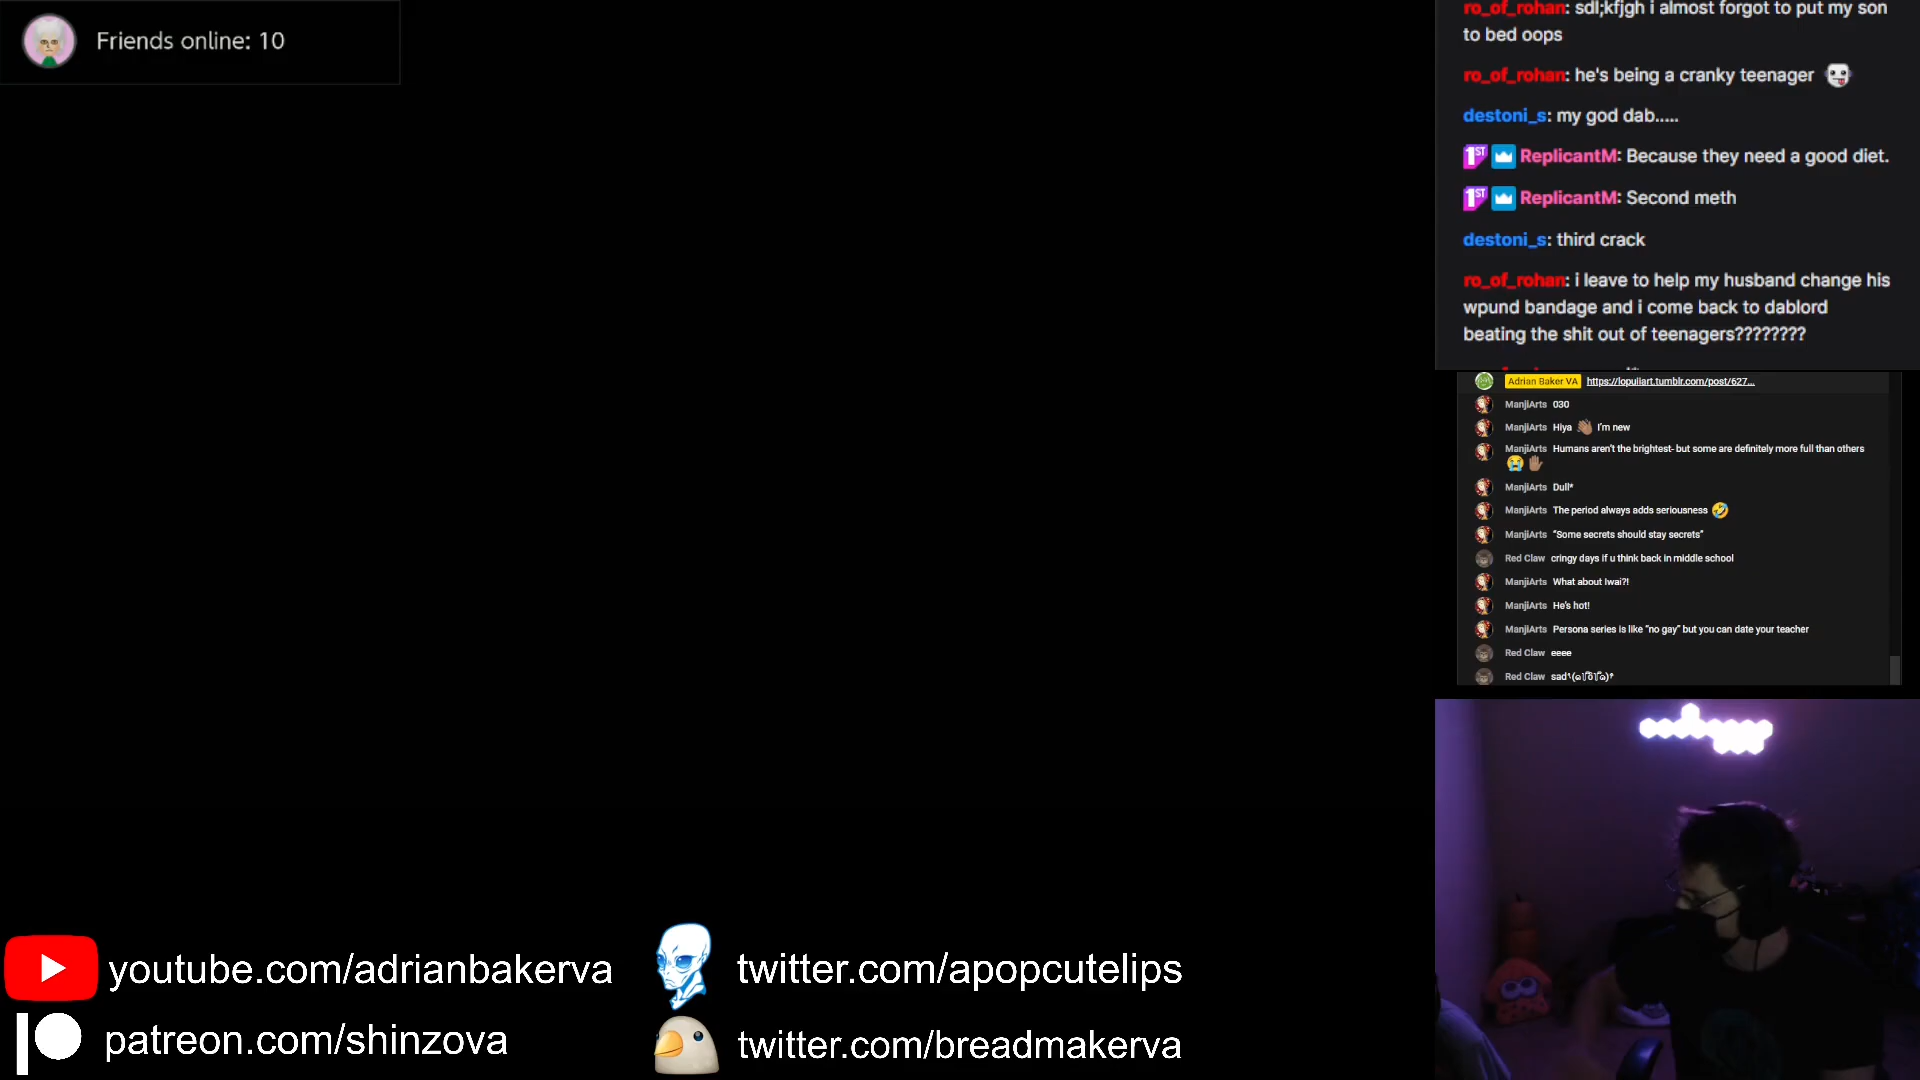 Friends online: 10
ro_of_rohan: sdl;kfjgh i almost forgot to put my son
to bed oops
ro_of_rohan: he's being a cranky teenager
destoni_s: my god dab.....
1ST ReplicantM: Because they need a good diet.
1ST ReplicantM: Second meth
destoni_s: third crack
ro_of_rohan: i leave to help my husband change his
wpund bandage and i come back to dablord
beating the shit out of teenagers????????
Adrian Baker VA https://lopuliart.tumblr.com/post/627...
ManjiArts 030
ManjiArts Hiya 👋🏽 I'm new
ManjiArts Humans aren't the brightest- but some are definitely more full than others
😭✋🏽
ManjiArts Dull*
ManjiArts The period always adds seriousness 🤣
ManjiArts “Some secrets should stay secrets”
Red Claw cringy days if u think back in middle school
ManjiArts What about Iwai?!
ManjiArts He's hot!
ManjiArts Persona series is like “no gay” but you can date your teacher
Red Claw eeee
Red Claw sad
youtube.com/adrianbakerva
twitter.com/apopcutelips
patreon.com/shinzova
twitter.com/breadmakerva